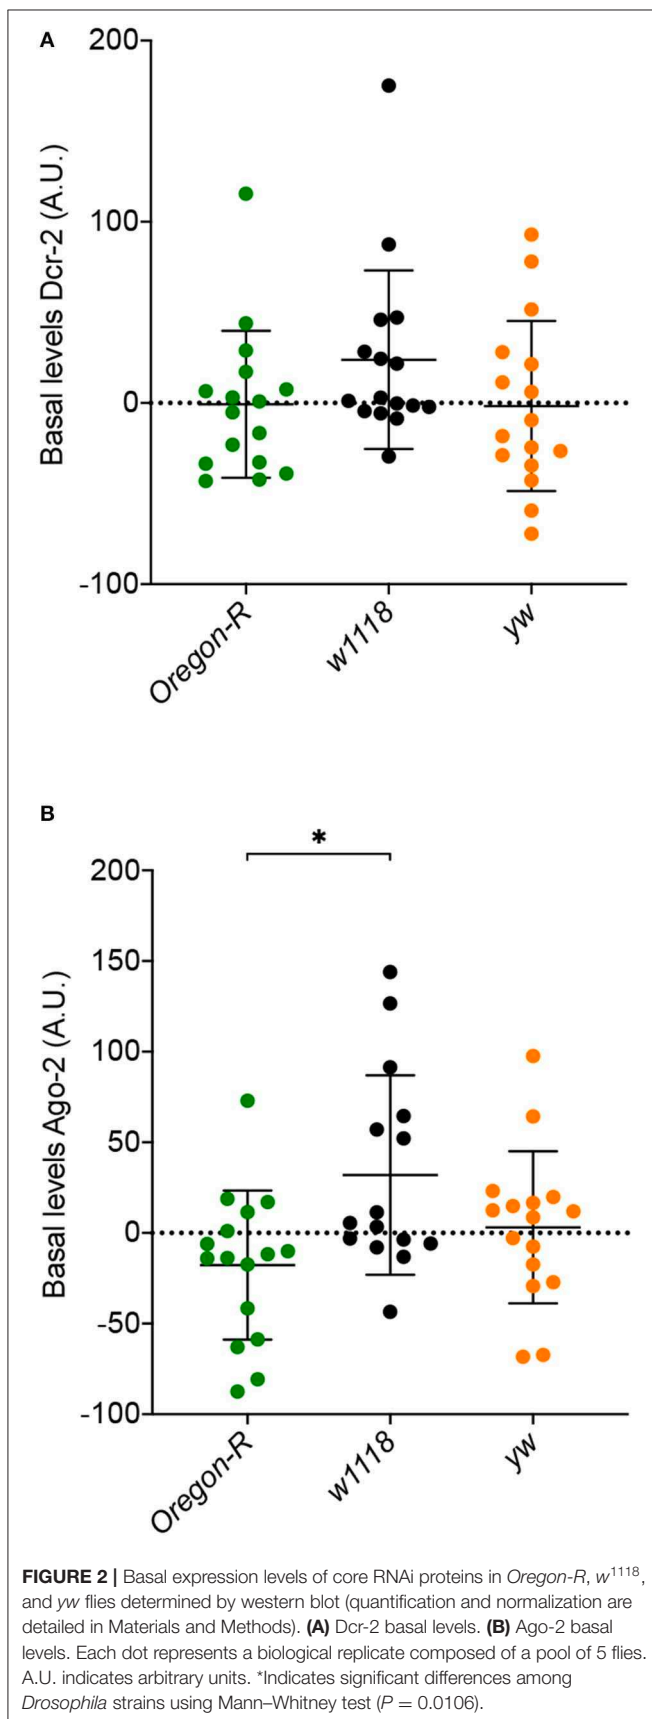 A
200
100
0
-100
Basal levels Dcr-2 (A.U.)
Oregon-R
w1118
yw
B
*
200
150
100
50
0
-50
-100
Basal levels Ago-2 (A.U.)
Oregon-R
w1118
yw
FIGURE 2 | Basal expression levels of core RNAi proteins in Oregon-R, w¹¹¹⁸,
and yw flies determined by western blot (quantification and normalization are
detailed in Materials and Methods). (A) Dcr-2 basal levels. (B) Ago-2 basal
levels. Each dot represents a biological replicate composed of a pool of 5 flies.
A.U. indicates arbitrary units. *Indicates significant differences among
Drosophila strains using Mann–Whitney test (P = 0.0106).